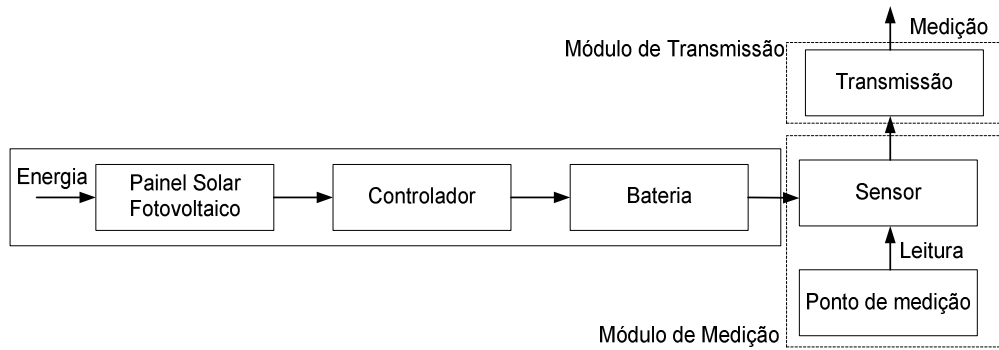 Medição
Módulo de Transmissão
Transmissão
Energia
Painel Solar
Fotovoltaico
Controlador
Bateria
Sensor
Leitura
Ponto de medição
Módulo de Medição